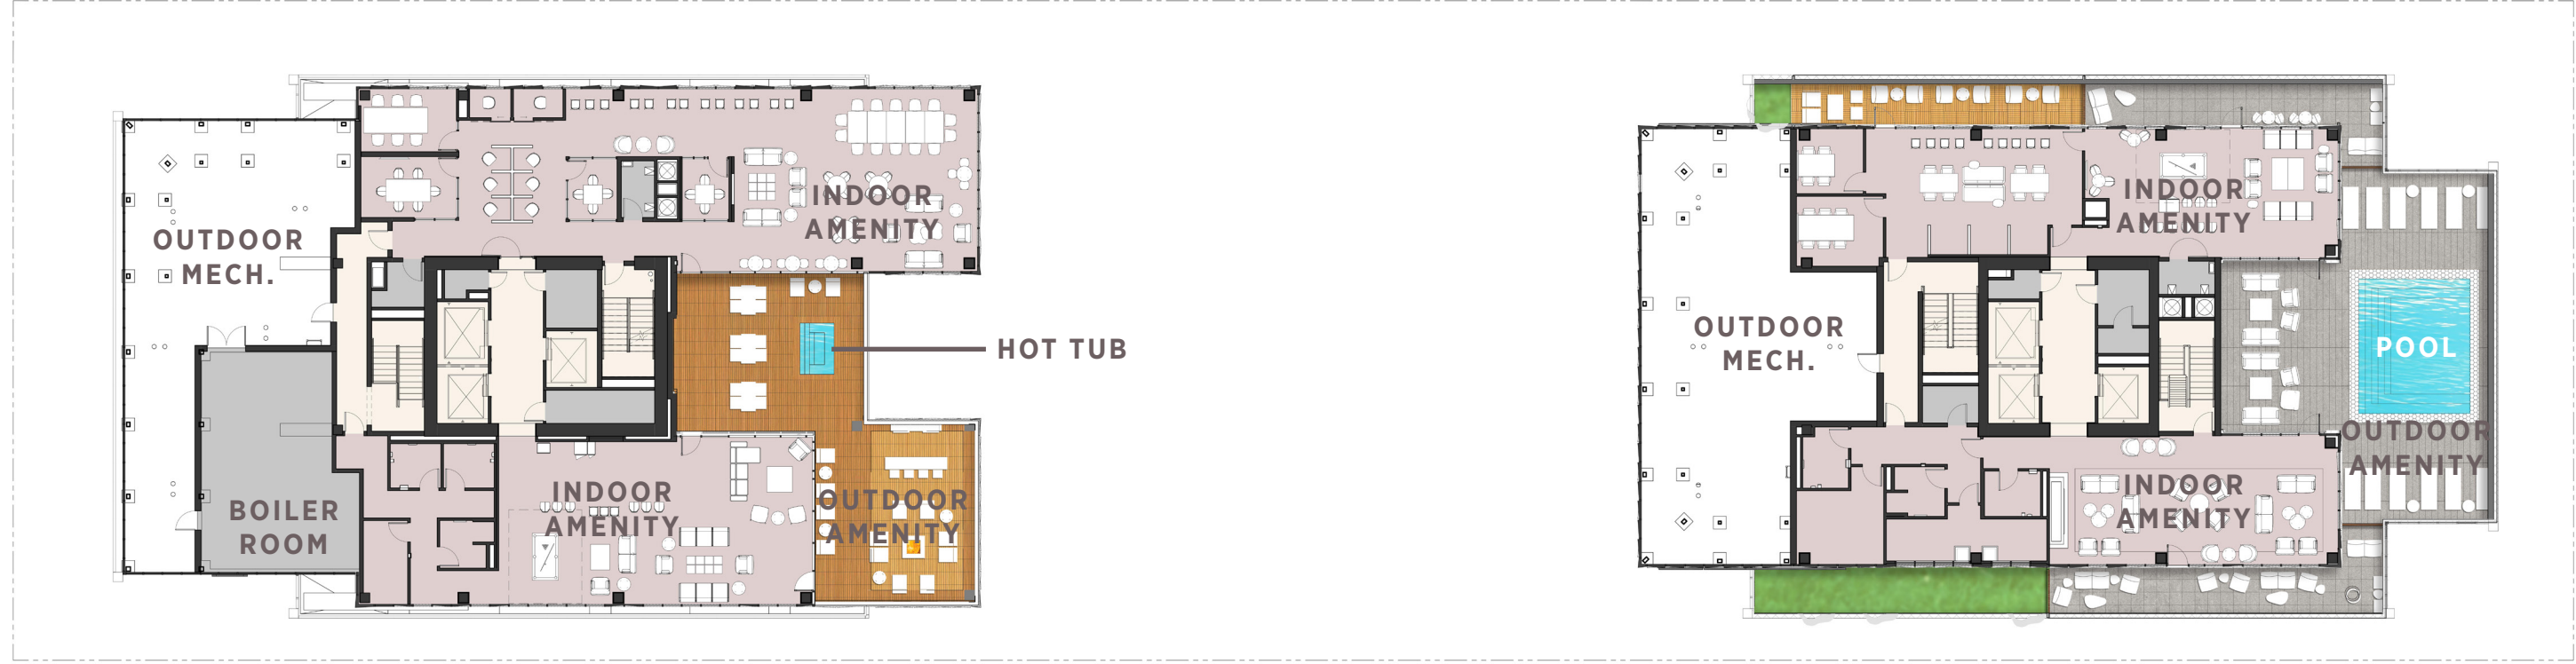 OUTDOOR
MECH.
INDOOR
AMENITY
HOT TUB
BOILER
ROOM
INDOOR
AMENITY
OUTDOOR
AMENITY
OUTDOOR
MECH.
INDOOR
AMENITY
POOL
OUTDOOR
AMENITY
INDOOR
AMENITY